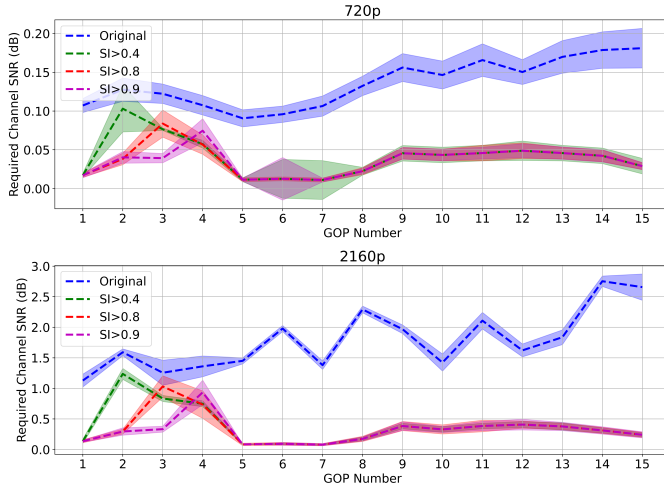 720p
Required Channel SNR (dB)
0.20
0.15
0.10
0.05
0.00
Original
SI>0.4
SI>0.8
SI>0.9
1 2 3 4 5 6 7 8 9 10 11 12 13 14 15
GOP Number
2160p
Required Channel SNR (dB)
3.0
2.5
2.0
1.5
1.0
0.5
0.0
Original
SI>0.4
SI>0.8
SI>0.9
1 2 3 4 5 6 7 8 9 10 11 12 13 14 15
GOP Number